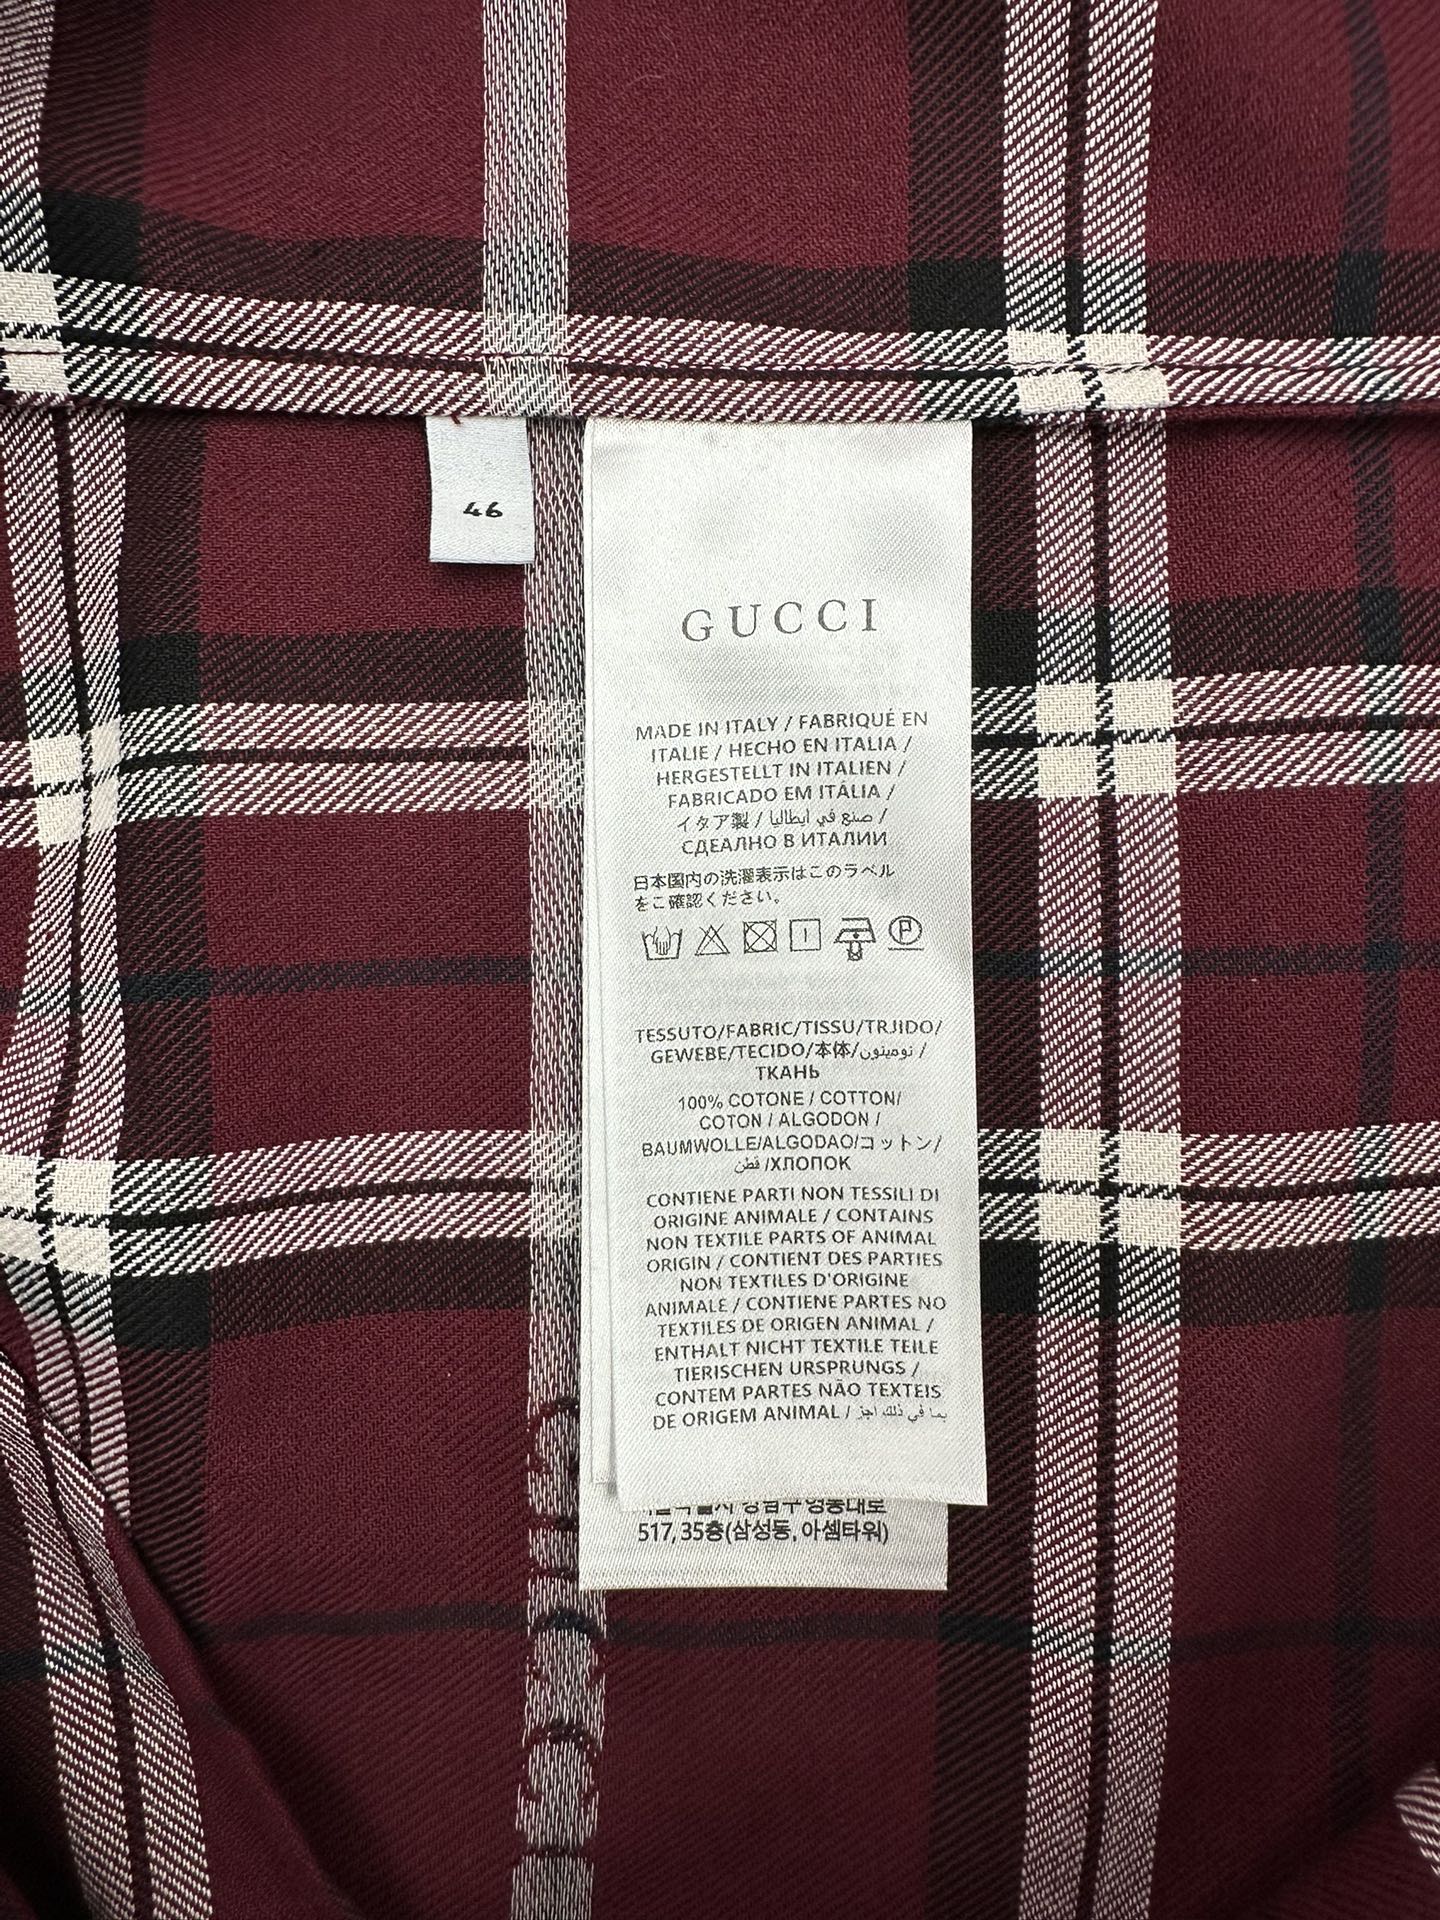 46
GUCCI
MADE IN ITALY / FABRIQUÉ EN
ITALIE / HECHO EN ITALIA /
HERGESTELLT IN ITALIEN /
FABRICADO EM ITÁLIA /
イタア製 / صنع في ايطاليا /
СДЕАЛНО В ИТАЛИИ
日本国内の洗濯表示はこのラベル
をこ確認ください。
TESSUTO/FABRIC/TISSU/TRJIDO/
GEWEBE/TECIDO/本体/نومينون /
ТКАНЬ
100% COTONE / COTTON/
COTON / ALGODON /
BAUMWOLLE/ALGODAO/コットン/
قطن /ХЛОПОК
CONTIENE PARTI NON TESSILI DI
ORIGINE ANIMALE / CONTAINS
NON TEXTILE PARTS OF ANIMAL
ORIGIN / CONTIENT DES PARTIES
NON TEXTILES D'ORIGINE
ANIMALE / CONTIENE PARTES NO
TEXTILES DE ORIGEN ANIMAL /
ENTHALT NICHT TEXTILE TEILE
TIERISCHEN URSPRUNGS /
CONTEM PARTES NÃO TEXTEIS
DE ORIGEM ANIMAL / بما في ذلك اجز
517, 35층(삼성동, 아셈타워)